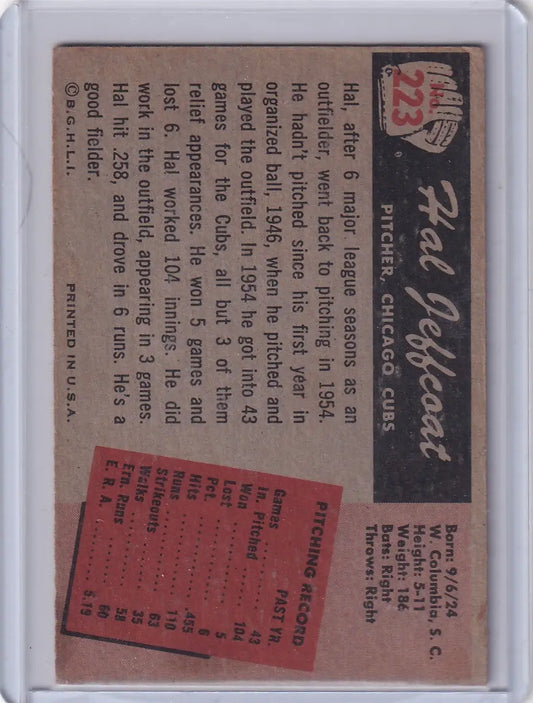 No.
223
Hal Jeffcoat
PITCHER, CHICAGO CUBS
Born: 9/6/24
W. Columbia, S. C.
Height: 5-11
Weight: 186
Bats: Right
Throws: Right
Hal, after 6 major league seasons as an
outfielder, went back to pitching in 1954.
He hadn't pitched since his first year in
organized ball, 1946, when he pitched and
played the outfield. In 1954 he got into 43
games for the Cubs, all but 3 of them
relief appearances. He won 5 games and
lost 6. Hal worked 104 innings. He did
work in the outfield, appearing in 3 games.
Hal hit .258, and drove in 6 runs. He's a
good fielder.
PITCHING RECORD
PAST YR.
Games ..... 43
In. Pitched ..... 104
Won ..... 5
Lost ..... 6
Pct. ..... .455
Hits ..... 110
Runs ..... 63
Strikeouts ..... 35
Walks ..... 58
Ern. Runs ..... 60
E. R. A. ..... 5.19
©B.G.H.L.I.
PRINTED IN U.S.A.